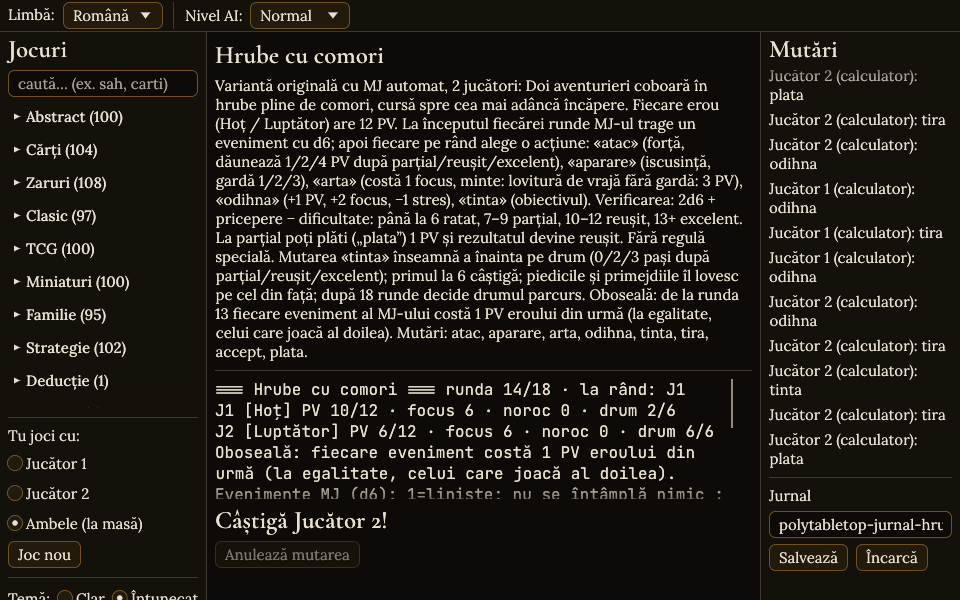 Limbă: Română ▼ Nivel AI: Normal ▼
Jocuri
caută... (ex. sah, carti)
▸ Abstract (100)
▸ Cărți (104)
▸ Zaruri (108)
▸ Clasic (97)
▸ TCG (100)
▸ Miniaturi (100)
▸ Familie (95)
▸ Strategie (102)
▸ Deducție (1)
Tu joci cu:
Jucător 1
Jucător 2
Ambele (la masă)
Joc nou
Temă: Clar Întunecat
Hrube cu comori
Variantă originală cu MJ automat, 2 jucători: Doi aventurieri coboară în
hrube pline de comori, cursă spre cea mai adâncă încăpere. Fiecare erou
(Hoț / Luptător) are 12 PV. La începutul fiecărei runde MJ-ul trage un
eveniment cu d6; apoi fiecare pe rând alege o acțiune: «atac» (forță,
dăunează 1/2/4 PV după parțial/reușit/excelent), «aparare» (iscusință,
gardă 1/2/3), «arta» (costă 1 focus, minte: lovitură de vrajă fără gardă: 3 PV),
«odihna» (+1 PV, +2 focus, −1 stres), «tinta» (obiectivul). Verificarea: 2d6 +
pricepere − dificultate: până la 6 ratat, 7–9 parțial, 10–12 reușit, 13+ excelent.
La parțial poți plăti („plata”) 1 PV și rezultatul devine reușit. Fără regulă
specială. Mutarea «tinta» înseamnă a înainta pe drum (0/2/3 pași după
parțial/reușit/excelent); primul la 6 câștigă; piedicile și primejdiile îl lovesc
pe cel din față; după 18 runde decide drumul parcurs. Oboseală: de la runda
13 fiecare eveniment al MJ-ului costă 1 PV eroului din urmă (la egalitate,
celui care joacă al doilea). Mutări: atac, aparare, arta, odihna, tinta, tira,
accept, plata.
═══ Hrube cu comori ═══ runda 14/18 · la rând: J1
J1 [Hoț] PV 10/12 · focus 6 · noroc 0 · drum 2/6
J2 [Luptător] PV 6/12 · focus 6 · noroc 0 · drum 6/6
Oboseală: fiecare eveniment costă 1 PV eroului din
urmă (la egalitate, celui care joacă al doilea).
Evenimente MJ (d6): 1=liniște: nu se întâmplă nimic ;
Câștigă Jucător 2!
Anulează mutarea
Mutări
Jucător 2 (calculator):
plata
Jucător 2 (calculator): tira
Jucător 2 (calculator):
odihna
Jucător 1 (calculator):
odihna
Jucător 1 (calculator): tira
Jucător 1 (calculator):
odihna
Jucător 2 (calculator):
odihna
Jucător 2 (calculator): tira
Jucător 2 (calculator):
tinta
Jucător 2 (calculator): tira
Jucător 2 (calculator):
plata
Jurnal
polytabletop-jurnal-hru
Salvează Încarcă